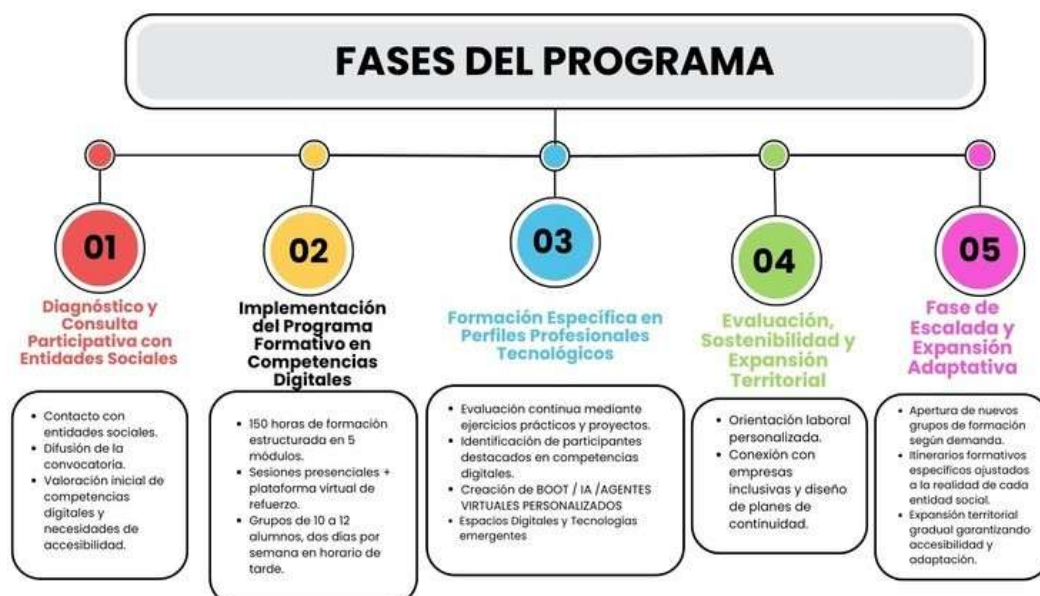 FASES DEL PROGRAMA
01
Diagnóstico y
Consulta
Participativa con
Entidades Sociales
• Contacto con
entidades sociales.
• Difusión de la
convocatoria.
• Valoración inicial de
competencias
digitales y
necesidades de
accesibilidad.
02
Implementación
del Programa
Formativo en
Competencias
Digitales
• 150 horas de formación
estructurada en 5
módulos.
• Sesiones presenciales +
plataforma virtual de
refuerzo.
• Grupos de 10 a 12
alumnos, dos días por
semana en horario de
tarde.
03
Formación Específica en
Perfiles Profesionales
Tecnológicos
• Evaluación continua mediante
ejercicios prácticos y proyectos.
• Identificación de participantes
destacados en competencias
digitales.
• Creación de BOOT / IA /AGENTES
VIRTUALES PERSONALIZADOS
• Espacios Digitales y Tecnologías
emergentes
04
Evaluación,
Sostenibilidad y
Expansión
Territorial
• Orientación laboral
personalizada.
• Conexión con
empresas
inclusivas y diseño
de planes de
continuidad.
05
Fase de
Escalada y
Expansión
Adaptativa
• Apertura de nuevos
grupos de formación
según demanda.
• Itinerarios formativos
específicos ajustados
a la realidad de cada
entidad social.
• Expansión territorial
gradual garantizando
accesibilidad y
adaptación.